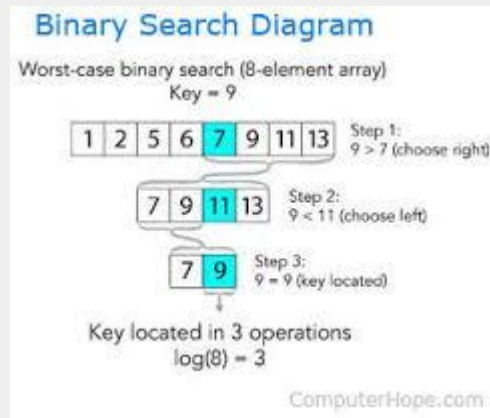 Binary Search Diagram
Worst-case binary search (8-element array)
Key = 9
1 2 5 6 7 9 11 13
Step 1:
9 > 7 (choose right)
7 9 11 13
Step 2:
9 < 11 (choose left)
7 9
Step 3:
9 = 9 (key located)
Key located in 3 operations
log(8) = 3
ComputerHope.com